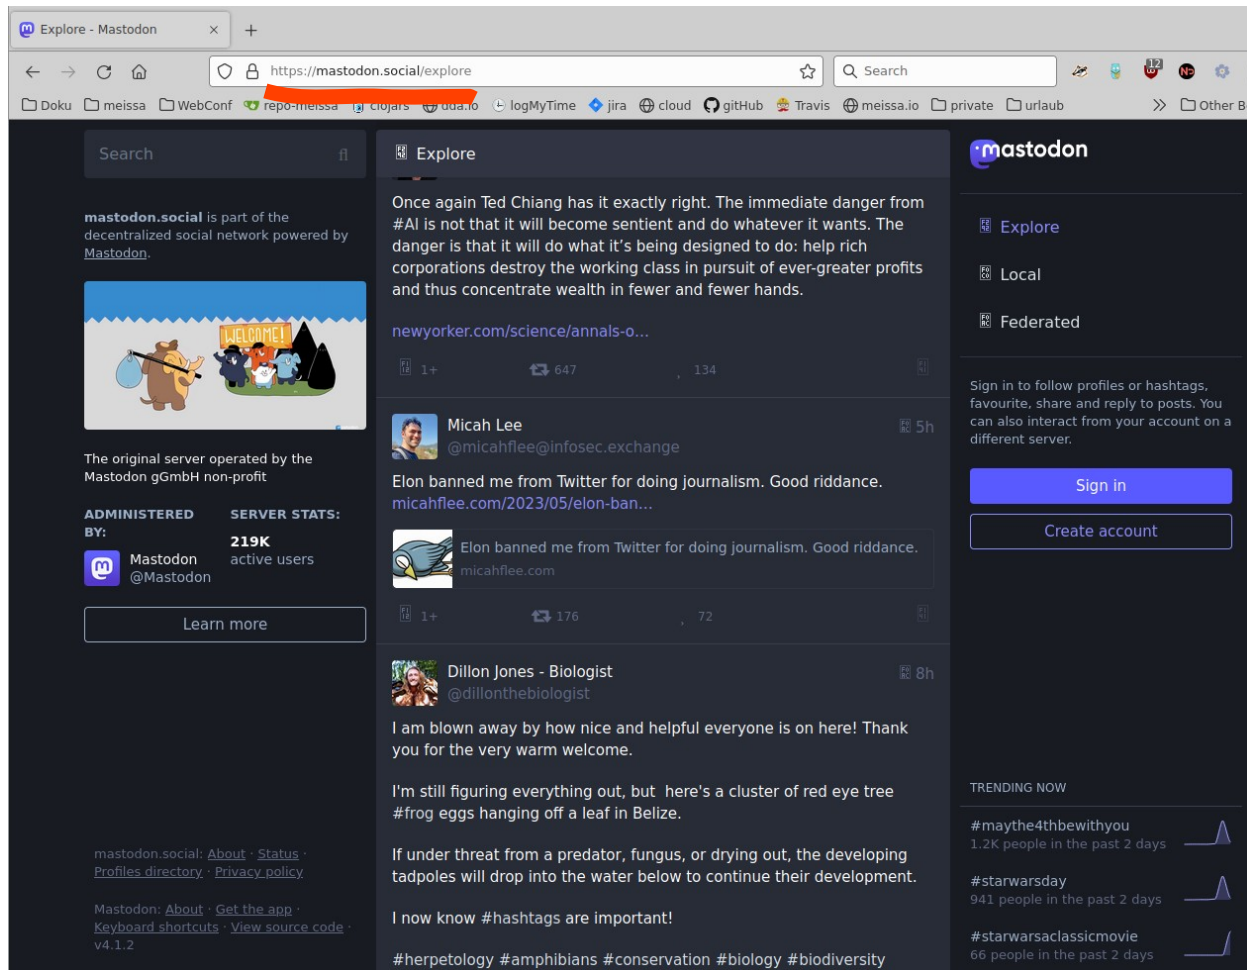 Explore - Mastodon
https://mastodon.social/explore
Search
12
Doku meissa WebConf repo-meissa clojars dda.io logMyTime jira cloud gitHub Travis meissa.io private urlaub Other B
Search
mastodon.social is part of the
decentralized social network powered by
Mastodon.
WELCOME!
The original server operated by the
Mastodon gGmbH non-profit
ADMINISTERED
BY:
Mastodon
@Mastodon
SERVER STATS:
219K
active users
Learn more
mastodon.social: About · Status ·
Profiles directory · Privacy policy
Mastodon: About · Get the app ·
Keyboard shortcuts · View source code ·
v4.1.2
Explore
Once again Ted Chiang has it exactly right. The immediate danger from
#AI is not that it will become sentient and do whatever it wants. The
danger is that it will do what it’s being designed to do: help rich
corporations destroy the working class in pursuit of ever-greater profits
and thus concentrate wealth in fewer and fewer hands.
newyorker.com/science/annals-o…
1+ 647 134
Micah Lee
@micahflee@infosec.exchange
5h
Elon banned me from Twitter for doing journalism. Good riddance.
micahflee.com/2023/05/elon-ban…
Elon banned me from Twitter for doing journalism. Good riddance.
micahflee.com
1+ 176 72
Dillon Jones - Biologist
@dillonthebiologist
8h
I am blown away by how nice and helpful everyone is on here! Thank
you for the very warm welcome.
I'm still figuring everything out, but here's a cluster of red eye tree
#frog eggs hanging off a leaf in Belize.
If under threat from a predator, fungus, or drying out, the developing
tadpoles will drop into the water below to continue their development.
I now know #hashtags are important!
#herpetology #amphibians #conservation #biology #biodiversity
mastodon
Explore
Local
Federated
Sign in to follow profiles or hashtags,
favourite, share and reply to posts. You
can also interact from your account on a
different server.
Sign in
Create account
TRENDING NOW
#maythe4thbewithyou
1.2K people in the past 2 days
#starwarsday
941 people in the past 2 days
#starwarsaclassicmovie
66 people in the past 2 days